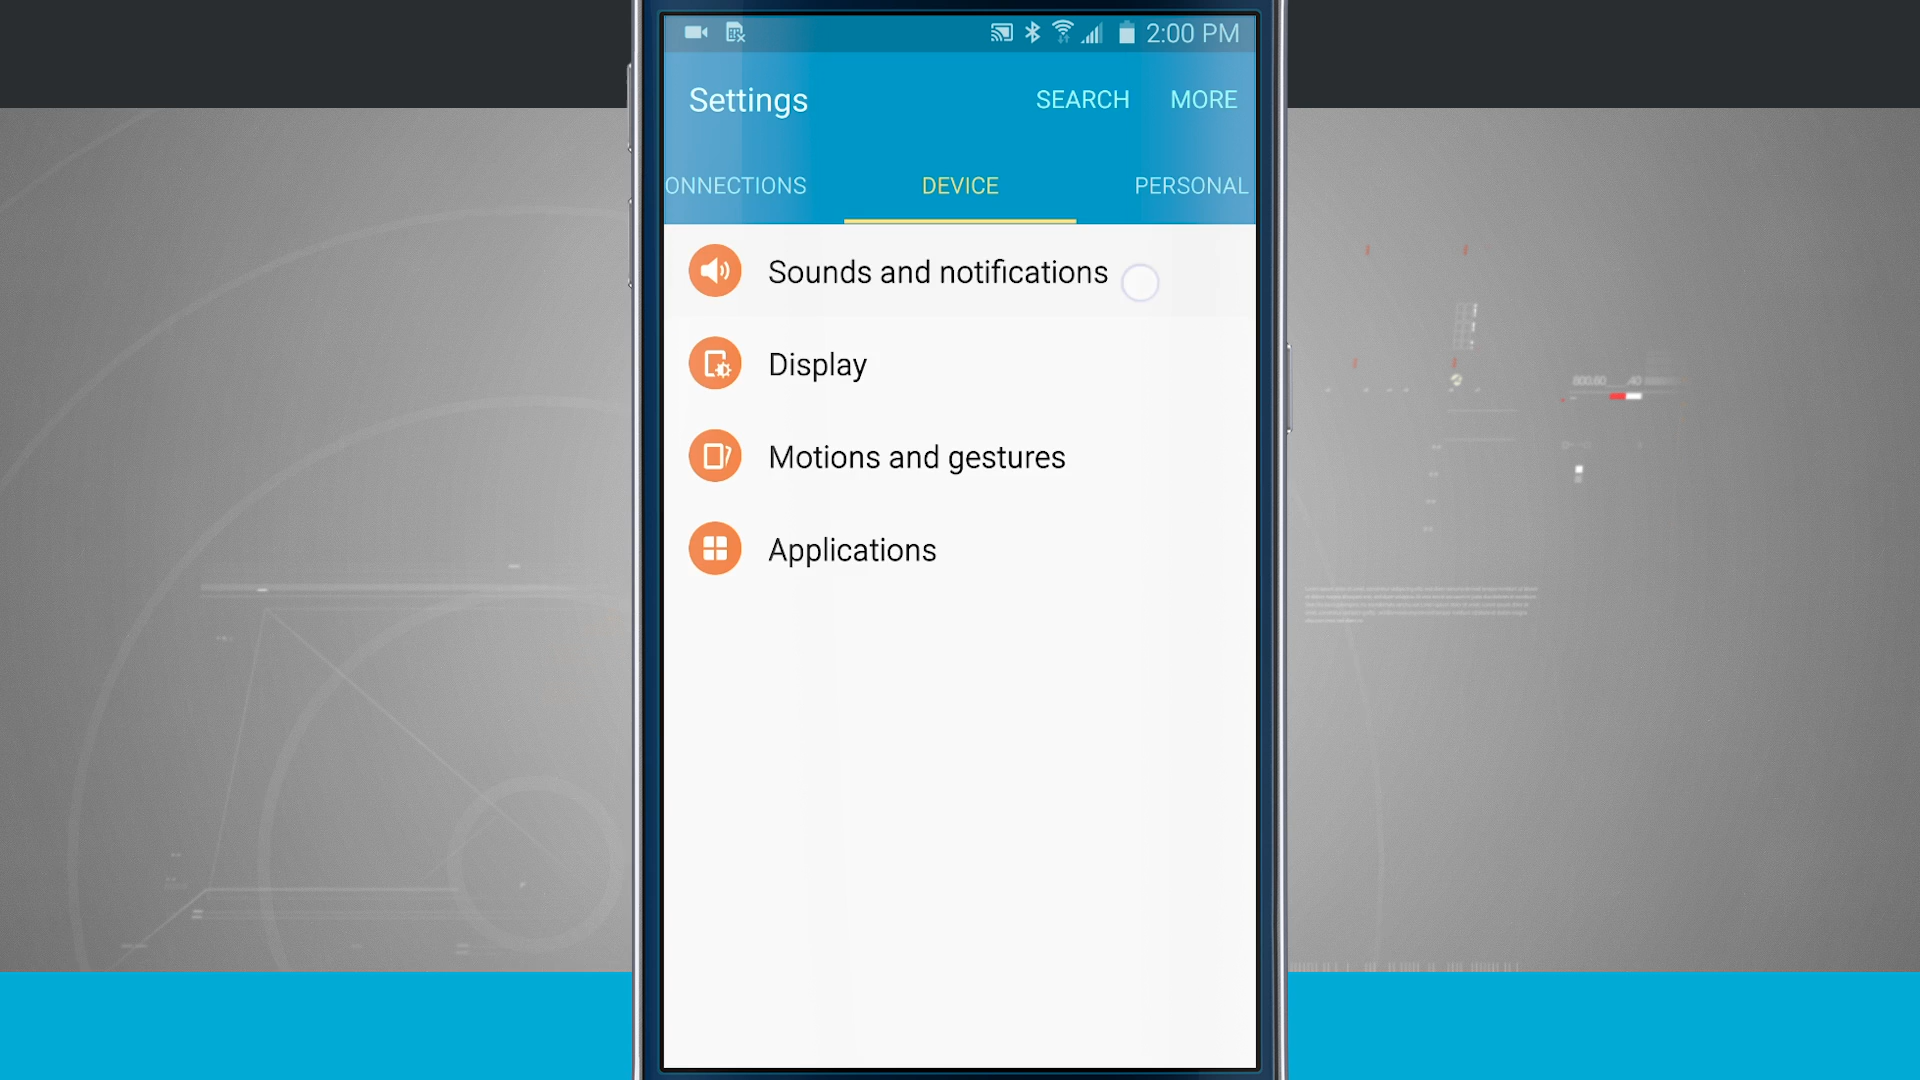 2:00 PM
Settings SEARCH MORE
ONNECTIONS DEVICE PERSONAL
Sounds and notifications
Display
Motions and gestures
Applications